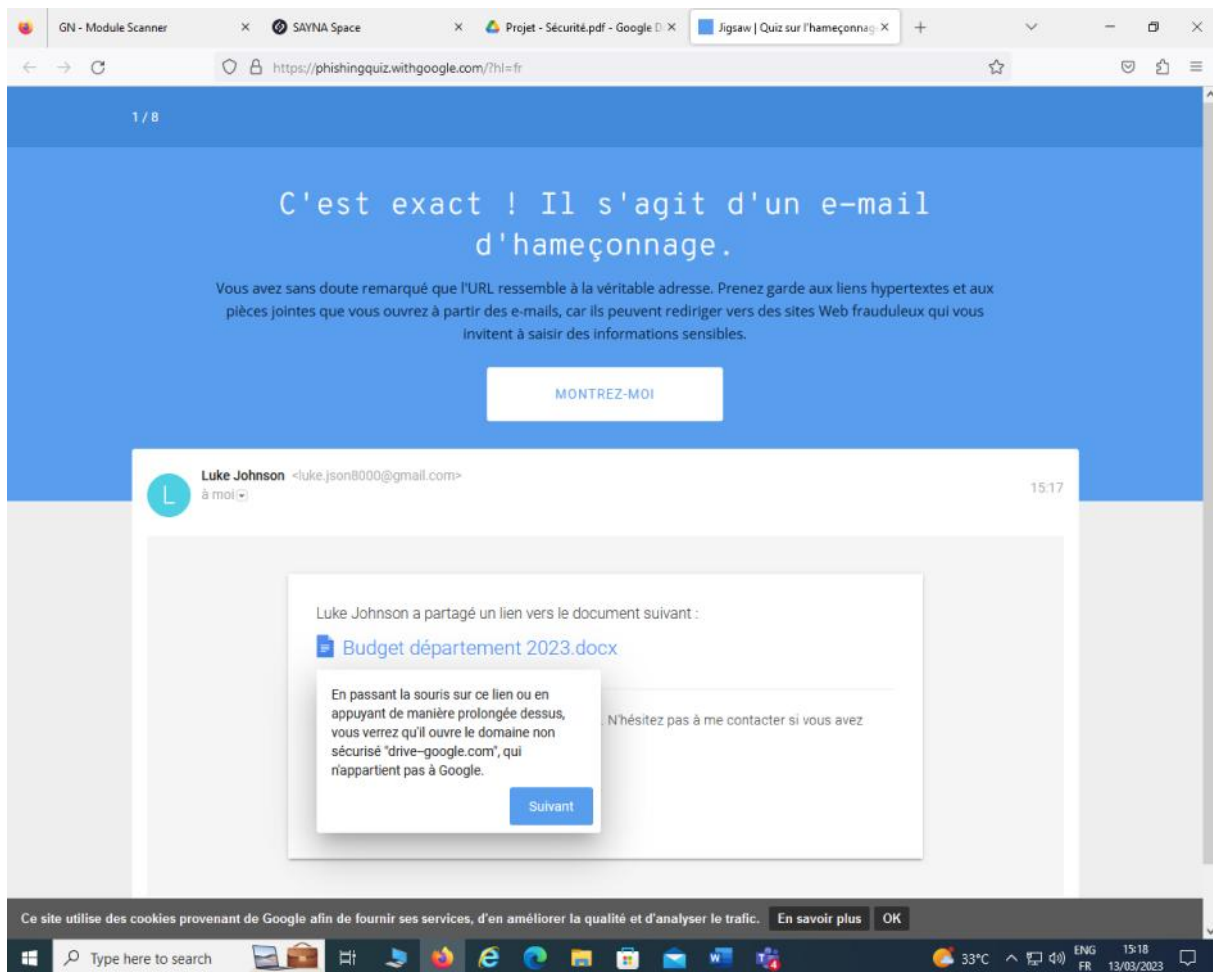 GN - Module Scanner
SAYNA Space
Projet - Sécurité.pdf - Google D
Jigsaw | Quiz sur l'hameçonnag
https://phishingquiz.withgoogle.com/?hl=fr
1 / 8
C'est exact ! Il s'agit d'un e-mail
d'hameçonnage.
Vous avez sans doute remarqué que l'URL ressemble à la véritable adresse. Prenez garde aux liens hypertextes et aux
pièces jointes que vous ouvrez à partir des e-mails, car ils peuvent rediriger vers des sites Web frauduleux qui vous
invitent à saisir des informations sensibles.
MONTREZ-MOI
L
Luke Johnson <luke.json8000@gmail.com>
à moi
15:17
Luke Johnson a partagé un lien vers le document suivant :
Budget département 2023.docx
En passant la souris sur ce lien ou en
appuyant de manière prolongée dessus,
vous verrez qu'il ouvre le domaine non
sécurisé "drive--google.com", qui
n'appartient pas à Google.
. N'hésitez pas à me contacter si vous avez
Suivant
Ce site utilise des cookies provenant de Google afin de fournir ses services, d'en améliorer la qualité et d'analyser le trafic. En savoir plus OK
Type here to search
4
33°C
ENG
FR
15:18
13/03/2023